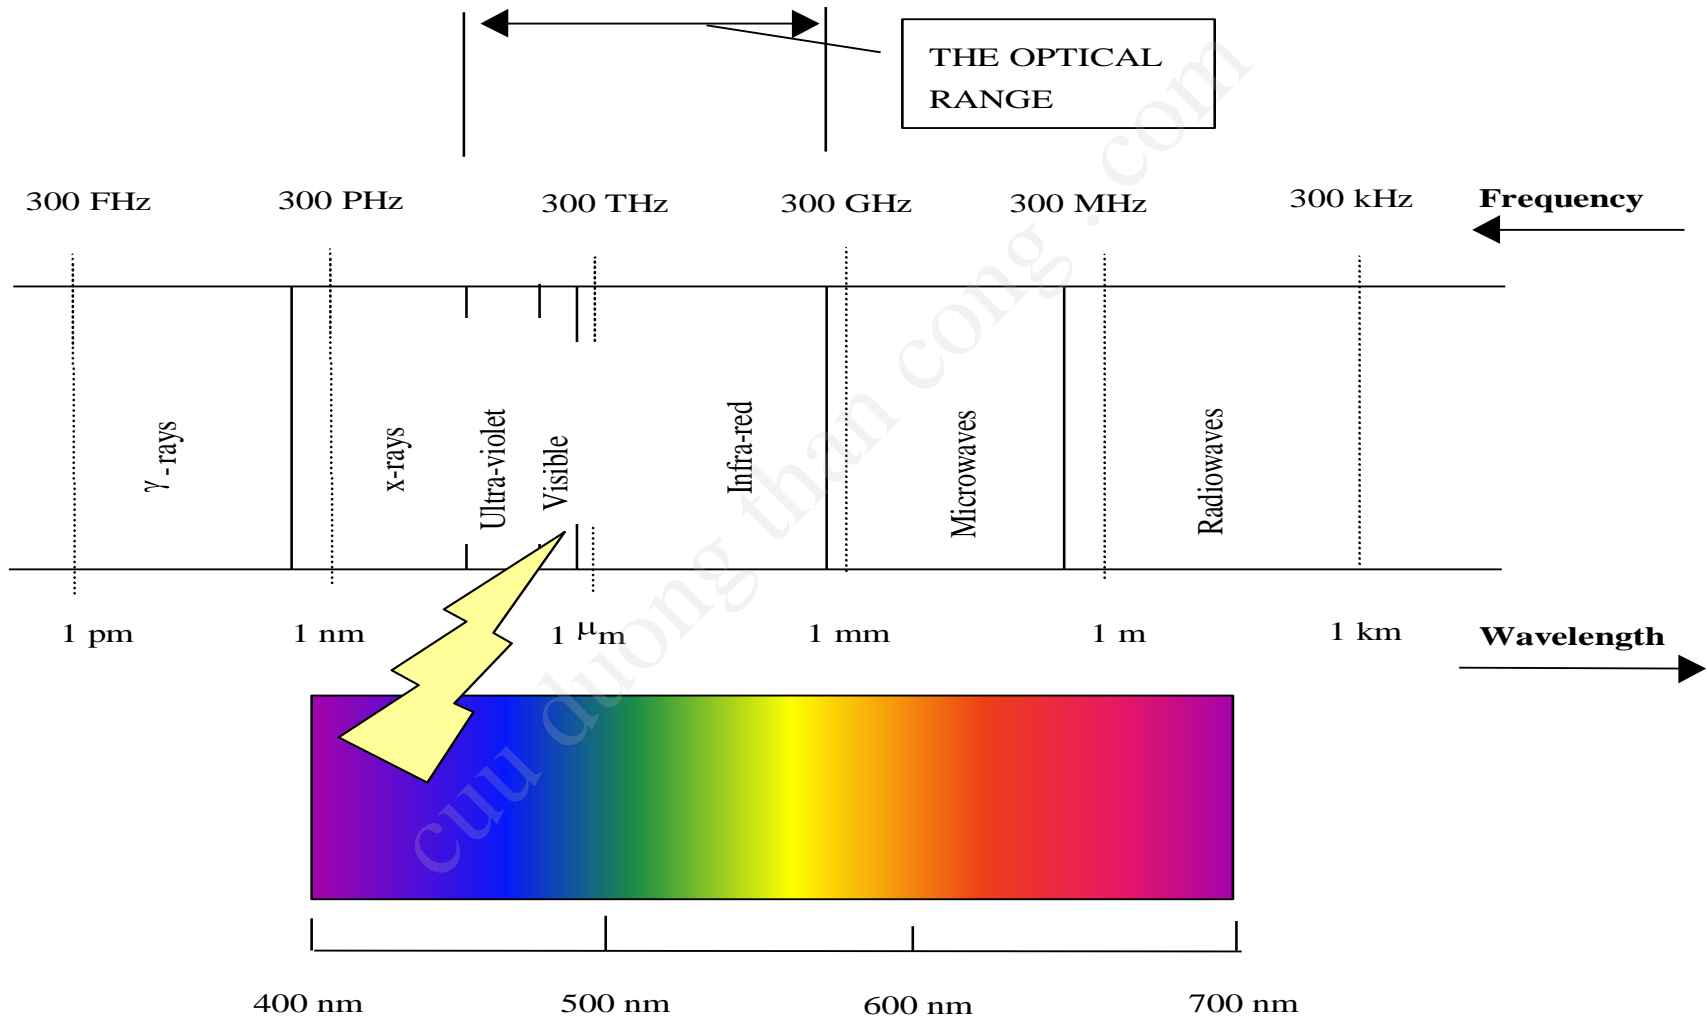 THE OPTICAL
RANGE
300 FHz 300 PHz 300 THz 300 GHz 300 MHz 300 kHz Frequency
γ-rays
x-rays
Ultra-violet
Visible
Infra-red
Microwaves
Radiowaves
1 pm 1 nm 1 μm 1 mm 1 m 1 km Wavelength
400 nm 500 nm 600 nm 700 nm
cuu duong than cong . com